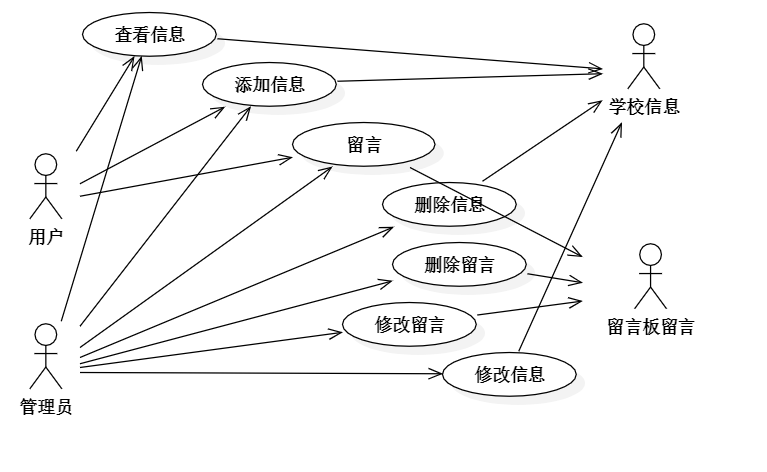 查看信息
添加信息
学校信息
留言
删除信息
用户
删除留言
修改留言
留言板留言
修改信息
管理员